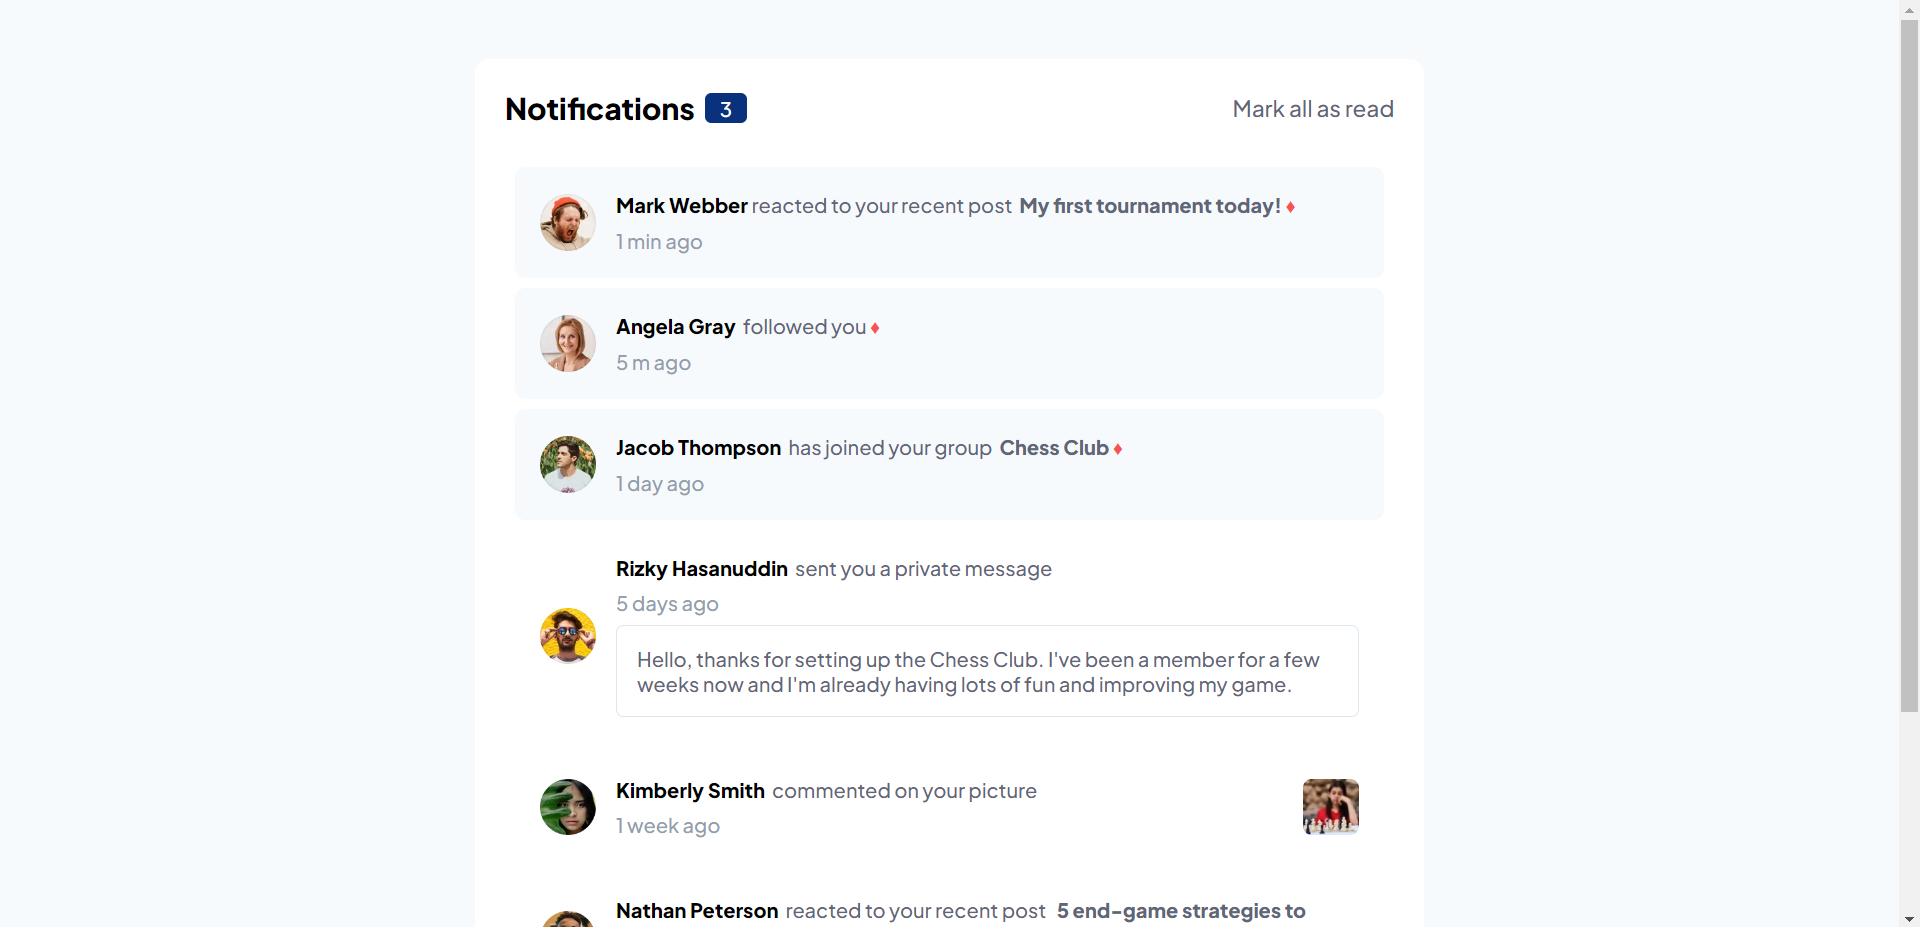 Notifications 3 Mark all as read
Mark Webber reacted to your recent post My first tournament today!
1 min ago
Angela Gray followed you
5 m ago
Jacob Thompson has joined your group Chess Club
1 day ago
Rizky Hasanuddin sent you a private message
5 days ago
Hello, thanks for setting up the Chess Club. I've been a member for a few
weeks now and I'm already having lots of fun and improving my game.
Kimberly Smith commented on your picture
1 week ago
Nathan Peterson reacted to your recent post 5 end-game strategies to